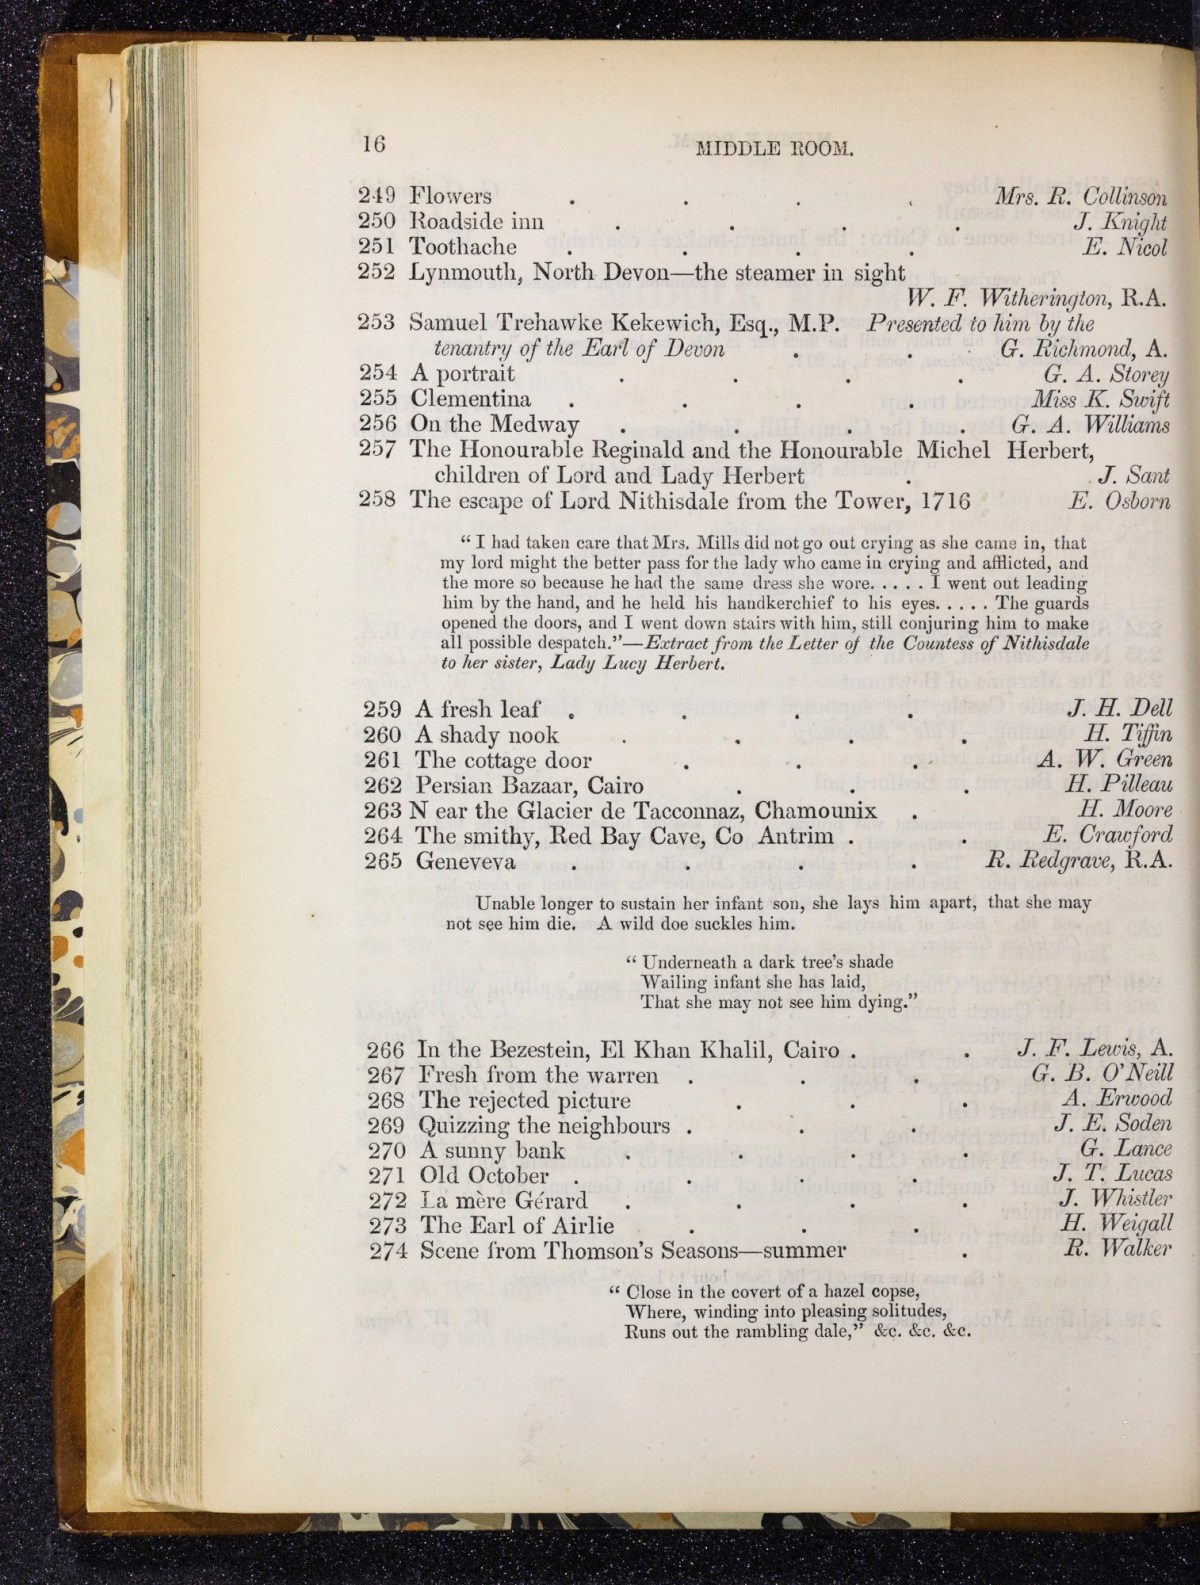 16
MIDDLE ROOM.
249 Flowers . . . . Mrs. R. Collinson
250 Roadside inn . . . . J. Knight
251 Toothache . . . . E. Nicol
252 Lynmouth, North Devon—the steamer in sight
W. F. Witherington, R.A.
253 Samuel Trehawke Kekewich, Esq., M.P. Presented to him by the
tenantry of the Earl of Devon . . G. Richmond, A.
254 A portrait . . . . G. A. Storey
255 Clementina . . . . Miss K. Swift
256 On the Medway . . . . G. A. Williams
257 The Honourable Reginald and the Honourable Michel Herbert,
children of Lord and Lady Herbert . . J. Sant
258 The escape of Lord Nithisdale from the Tower, 1716 E. Osborn
“ I had taken care that Mrs. Mills did not go out crying as she came in, that
my lord might the better pass for the lady who came in crying and afflicted, and
the more so because he had the same dress she wore. . . . . I went out leading
him by the hand, and he held his handkerchief to his eyes. . . . . The guards
opened the doors, and I went down stairs with him, still conjuring him to make
all possible despatch.”—Extract from the Letter of the Countess of Nithisdale
to her sister, Lady Lucy Herbert.
259 A fresh leaf . . . . J. H. Dell
260 A shady nook . . . . H. Tiffin
261 The cottage door . . . A. W. Green
262 Persian Bazaar, Cairo . . . H. Pilleau
263 N ear the Glacier de Tacconnaz, Chamounix . H. Moore
264 The smithy, Red Bay Cave, Co Antrim . . E. Crawford
265 Geneveva . . . . R. Redgrave, R.A.
Unable longer to sustain her infant son, she lays him apart, that she may
not see him die. A wild doe suckles him.
“ Underneath a dark tree’s shade
Wailing infant she has laid,
That she may not see him dying.”
266 In the Bezestein, El Khan Khalil, Cairo . . J. F. Lewis, A.
267 Fresh from the warren . . . G. B. O’Neill
268 The rejected picture . . . A. Erwood
269 Quizzing the neighbours . . . J. E. Soden
270 A sunny bank . . . G. Lance
271 Old October . . . . J. T. Lucas
272 La mère Gérard . . . . J. Whistler
273 The Earl of Airlie . . . . H. Weigall
274 Scene from Thomson’s Seasons—summer . R. Walker
“ Close in the covert of a hazel copse,
Where, winding into pleasing solitudes,
Runs out the rambling dale,” &c. &c. &c.